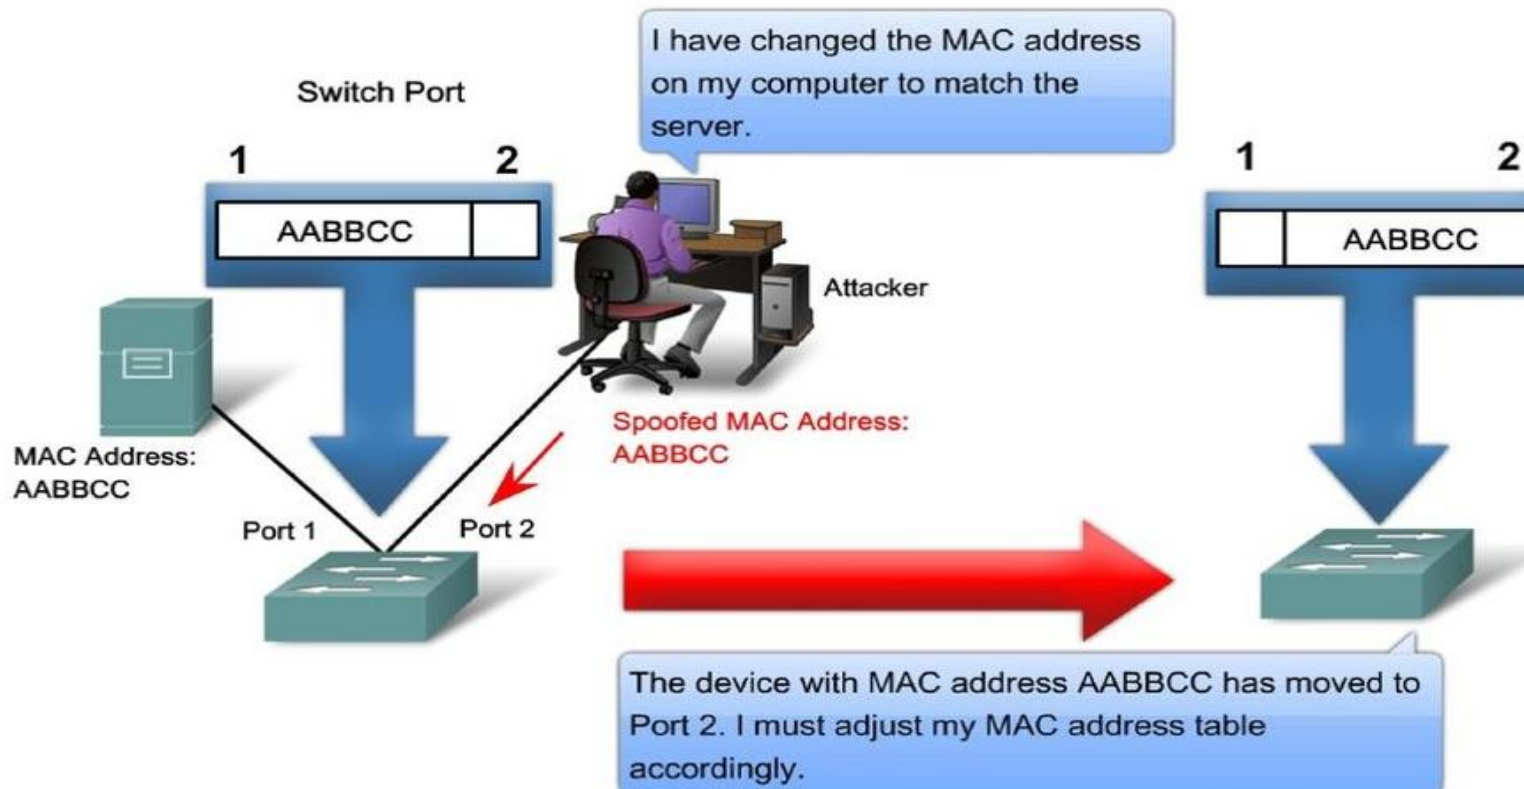 I have changed the MAC address
on my computer to match the
server.
Switch Port
1
2
AABBCC
Attacker
Spoofed MAC Address:
AABBCC
MAC Address:
AABBCC
Port 1
Port 2
1
2
AABBCC
The device with MAC address AABBCC has moved to
Port 2. I must adjust my MAC address table
accordingly.